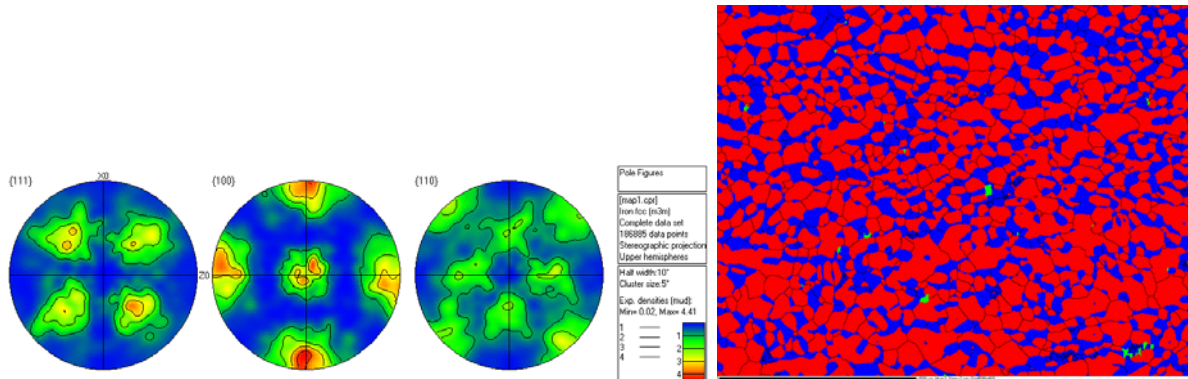 {111}
X0
{100}
{110}
Z0
Pole Figures
[map1.cpr]
Iron fcc (m3m)
Complete data set
186885 data points
Stereographic projection
Upper hemispheres
Half width:10°
Cluster size:5°
Exp. densities (mud):
Min= 0.02, Max= 4.41
1
2
3
4
1
2
3
4